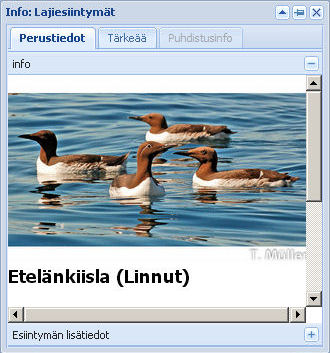 Info: Lajiesiintymät
Perustiedot
Tärkeää
Puhdistusinfo
info
T. Muller
Etelänkiisla (Linnut)
Esiintymän lisätiedot